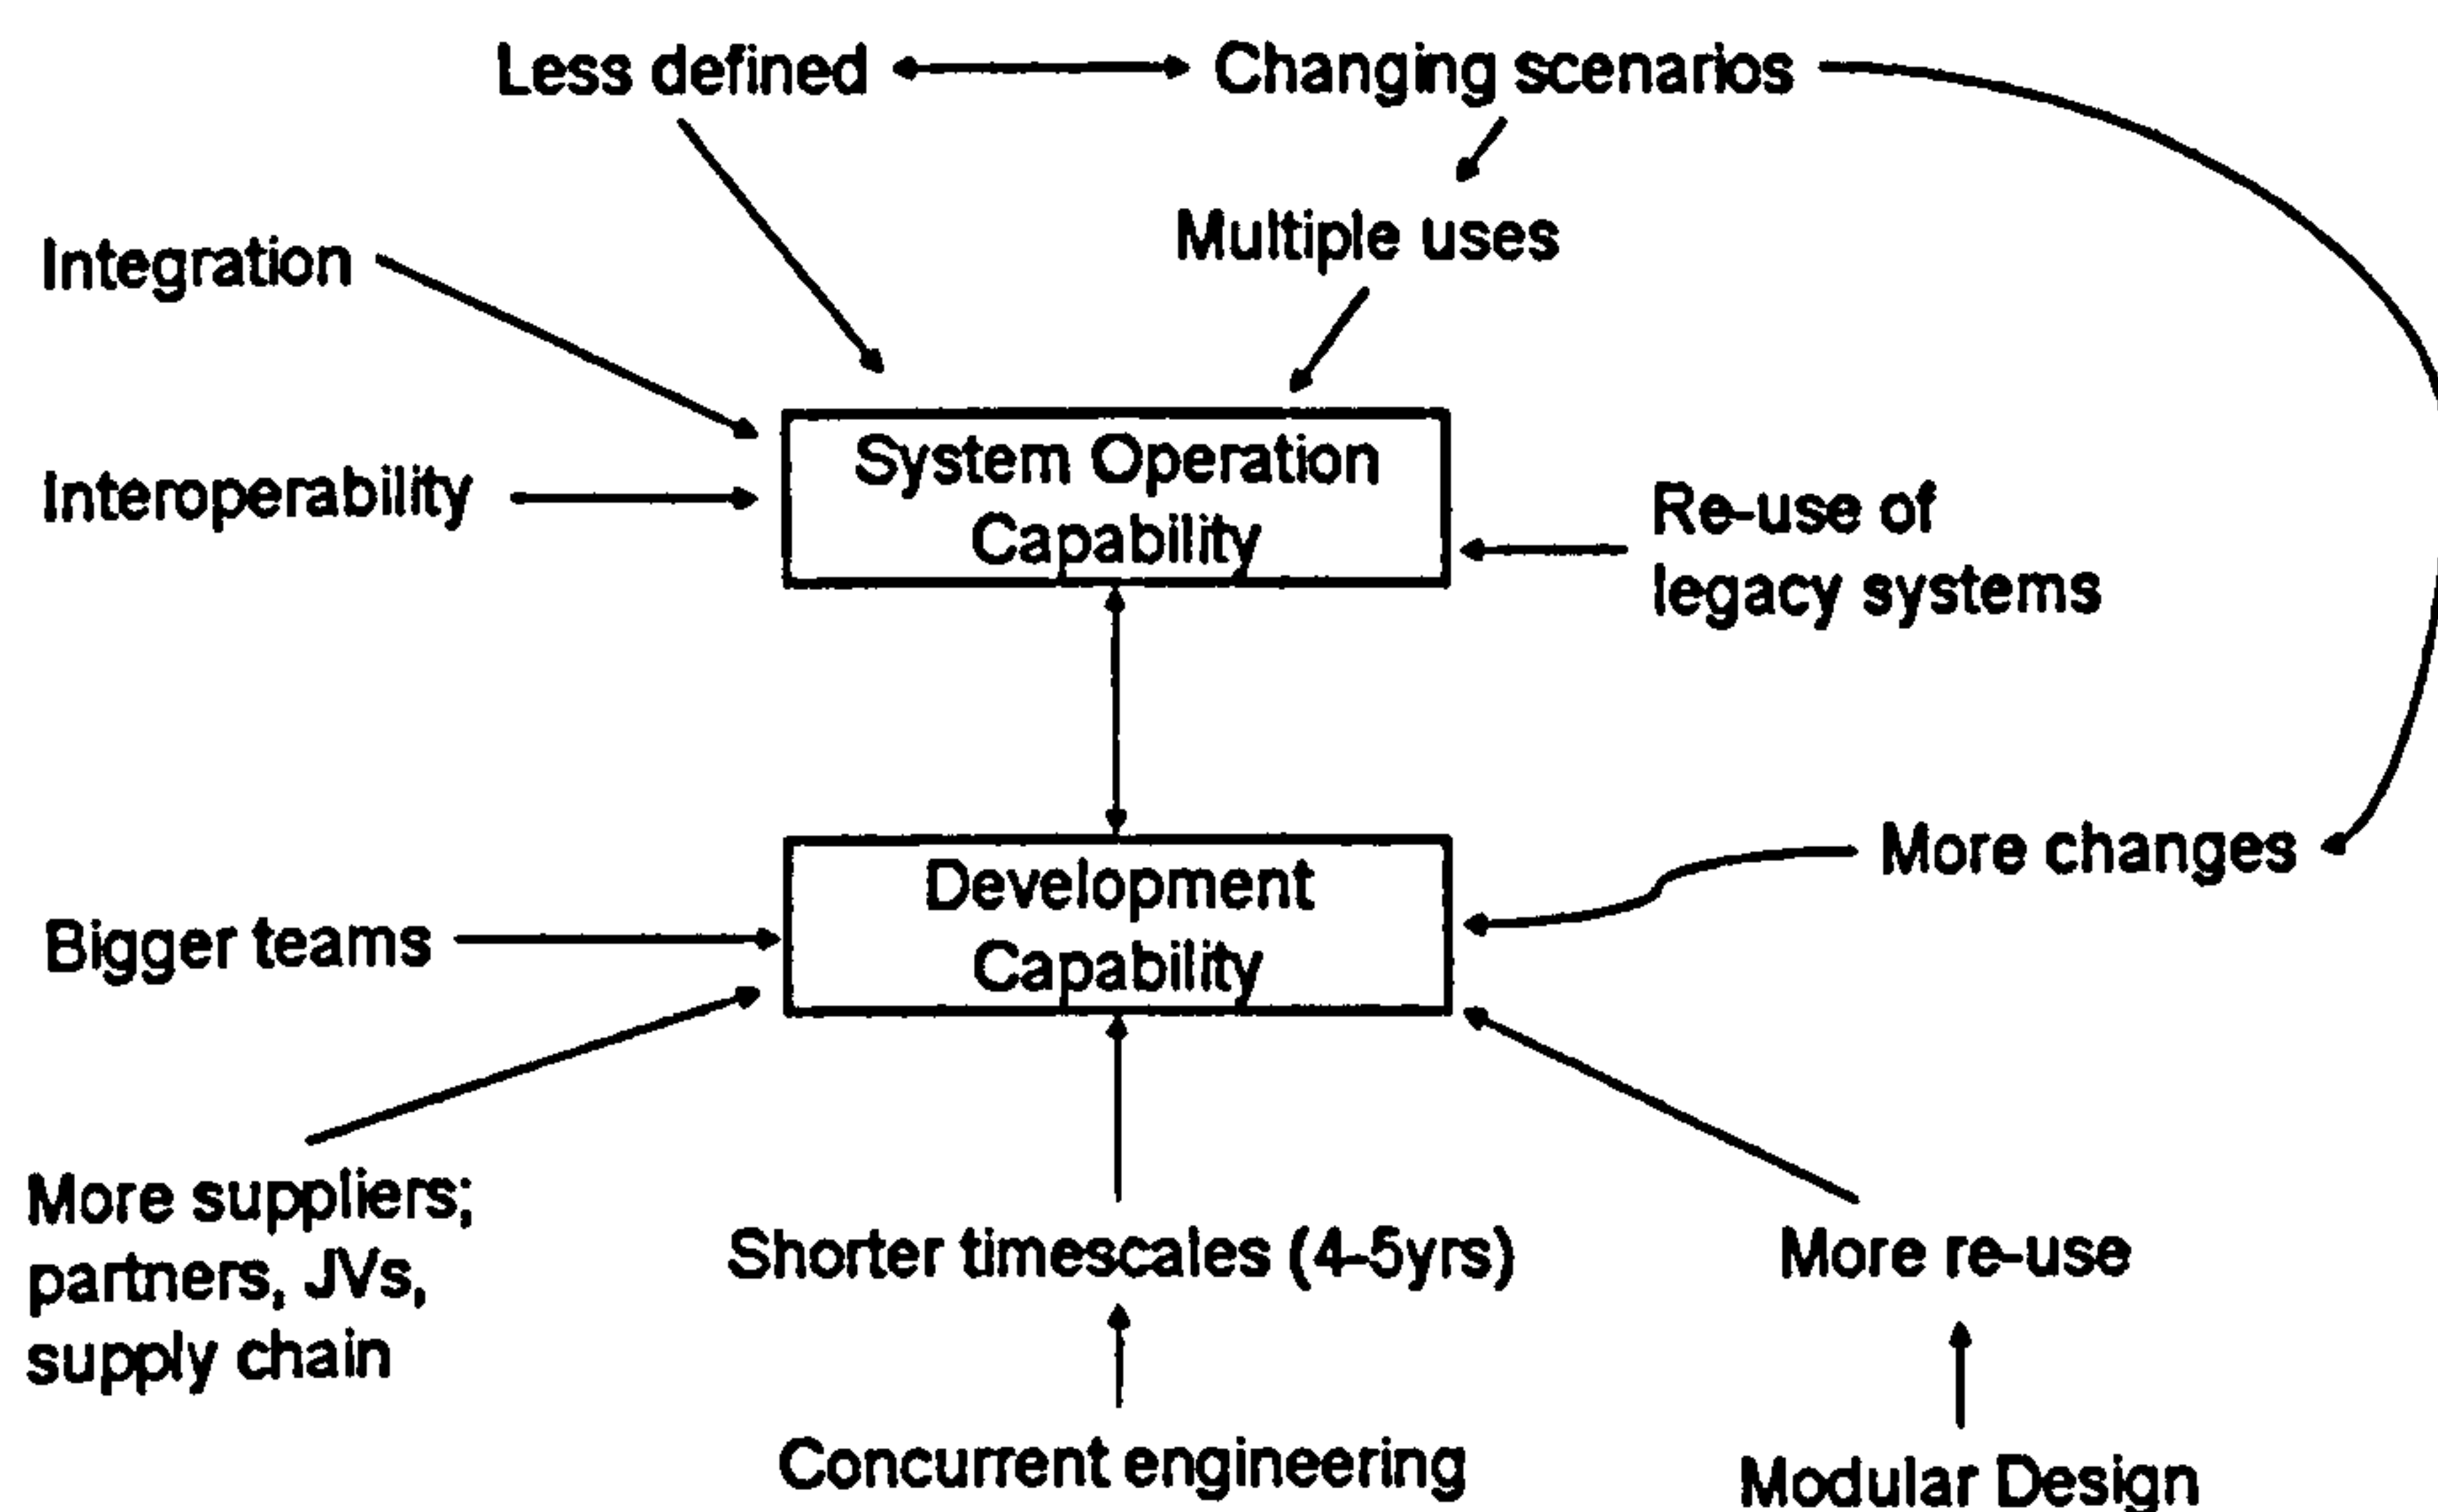 Less defined
Changing scenarios
Multiple uses
Integration
System Operation
Capability
Interoperability
Re-use of
legacy systems
Development
Capability
More changes
Bigger teams
More suppliers;
partners, JVs,
supply chain
Shorter timescales (4-5yrs)
More re-use
Concurrent engineering
Modular Design